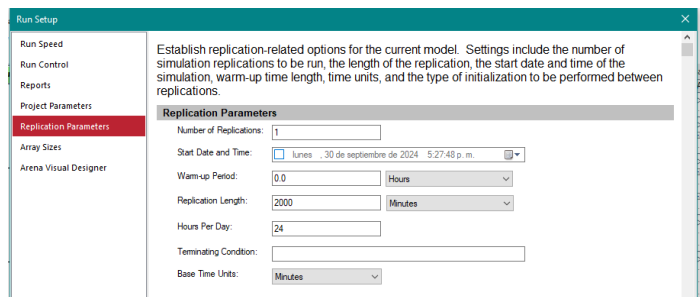 Run Setup
Run Speed
Run Control
Reports
Project Parameters
Replication Parameters
Array Sizes
Arena Visual Designer
Establish replication-related options for the current model. Settings include the number of
simulation replications to be run, the length of the replication, the start date and time of the
simulation, warm-up time length, time units, and the type of initialization to be performed between
replications.
Replication Parameters
Number of Replications: 1
Start Date and Time: lunes , 30 de septiembre de 2024 5:27:48 p. m.
Warm-up Period: 0.0 Hours
Replication Length: 2000 Minutes
Hours Per Day: 24
Terminating Condition:
Base Time Units: Minutes